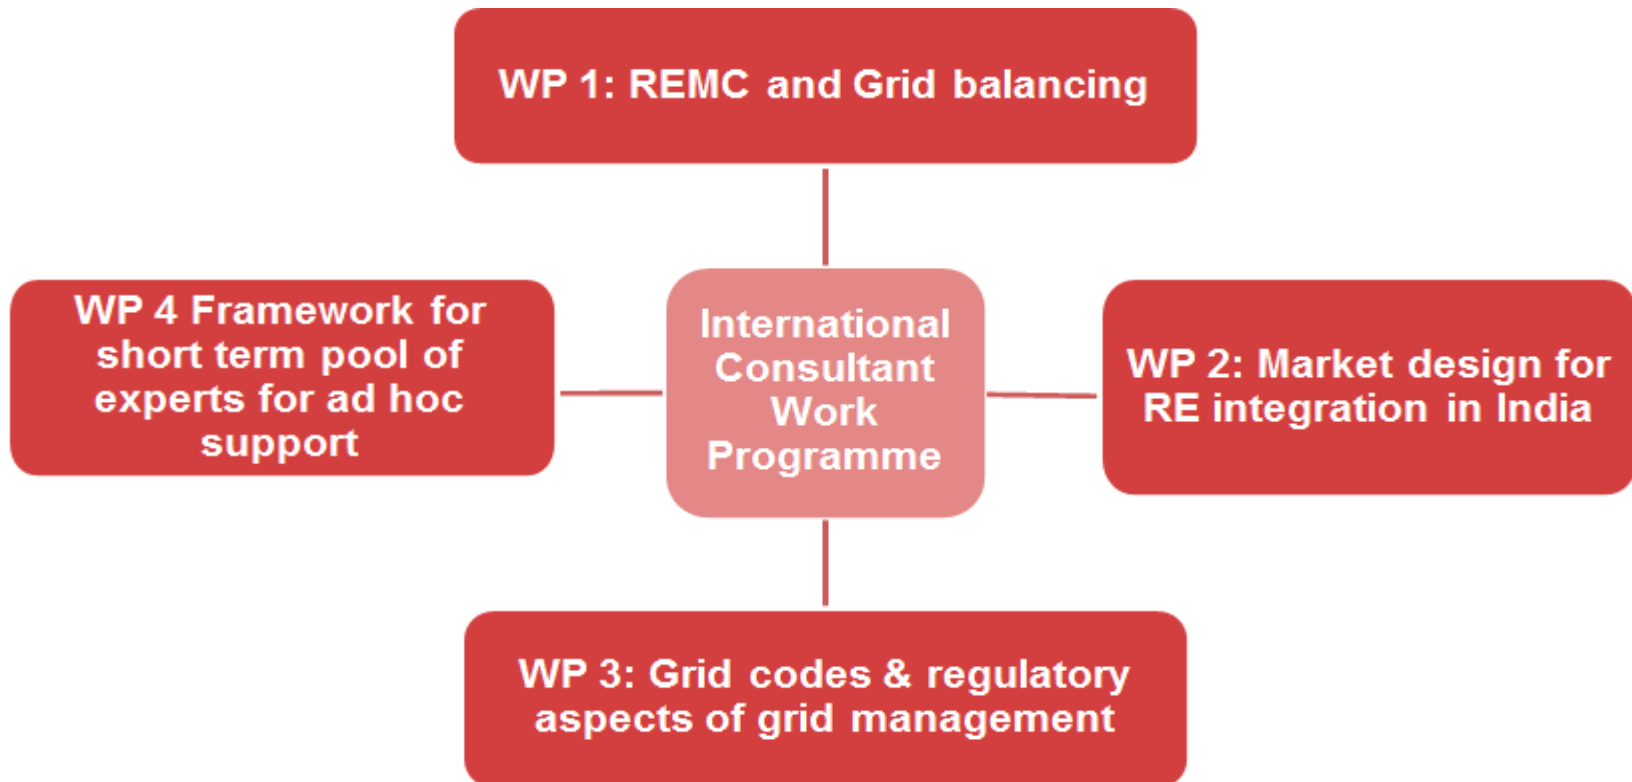 WP 1: REMC and Grid balancing
WP 4 Framework for
short term pool of
experts for ad hoc
support
International
Consultant
Work
Programme
WP 2: Market design for
RE integration in India
WP 3: Grid codes & regulatory
aspects of grid management